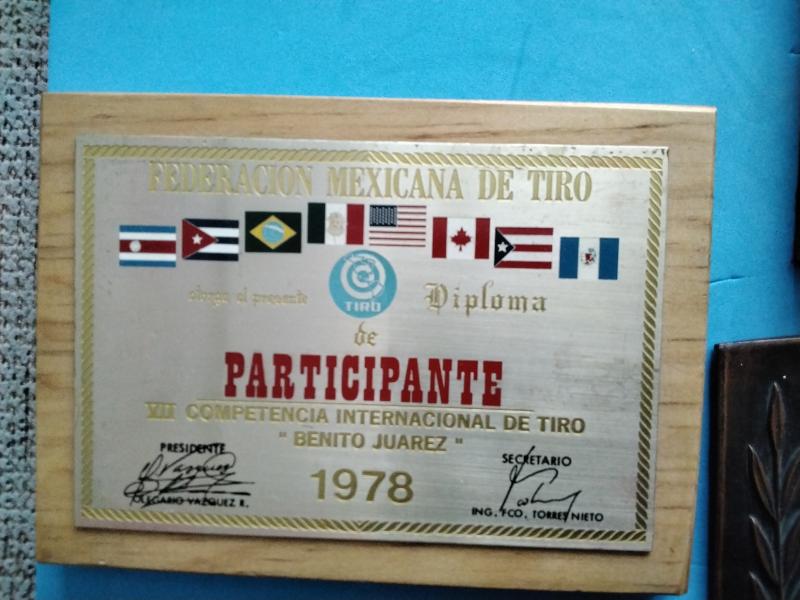 FEDERACION MEXICANA DE TIRO
otorga el presente
TIRO
Diploma
de
PARTICIPANTE
VII COMPETENCIA INTERNACIONAL DE TIRO
" BENITO JUAREZ "
PRESIDENTE
OLEGARIO VAZQUEZ R.
1978
SECRETARIO
ING. FCO. TORRES NIETO